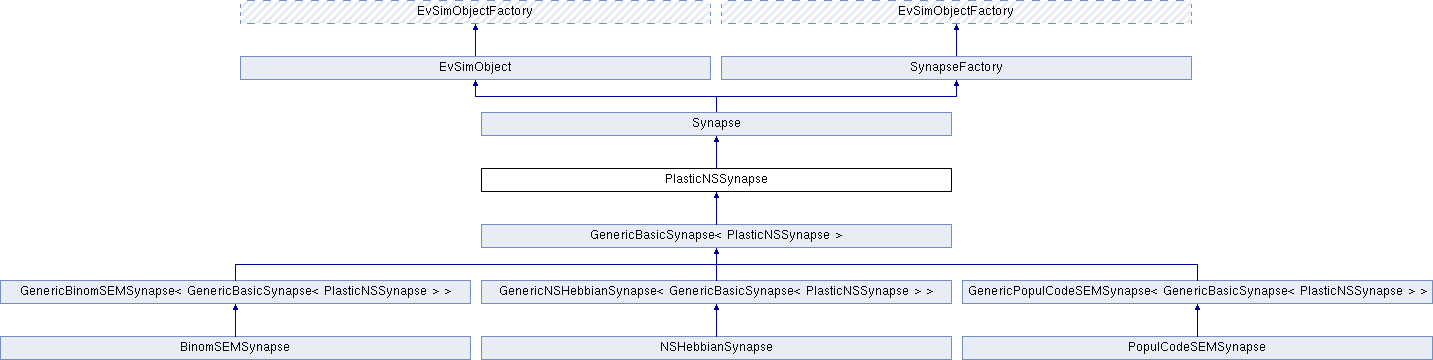 EvSimObjectFactory
EvSimObjectFactory
EvSimObject
SynapseFactory
Synapse
PlasticNSSynapse
GenericBasicSynapse< PlasticNSSynapse >
GenericBinomSEMSynapse< GenericBasicSynapse< PlasticNSSynapse > >
GenericNSHebbianSynapse< GenericBasicSynapse< PlasticNSSynapse > >
GenericPopulCodeSEMSynapse< GenericBasicSynapse< PlasticNSSynapse > >
BinomSEMSynapse
NSHebbianSynapse
PopulCodeSEMSynapse